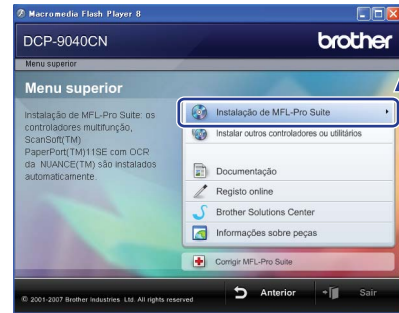 Macromedia Flash Player 8
DCP-9040CN
brother
Menu superior
Menu superior
Instalação de MFL-Pro Suite: os
controladores multifunção,
ScanSoft(TM)
PaperPort(TM)11SE com OCR
da NUANCE(TM) são instalados
automaticamente.
Instalação de MFL-Pro Suite
Instalar outros controladores ou utilitários
Documentação
Registo online
Brother Solutions Center
Informações sobre peças
Corrigir MFL-Pro Suite
© 2001-2007 Brother Industries Ltd. All rights reserved
Anterior
Sair